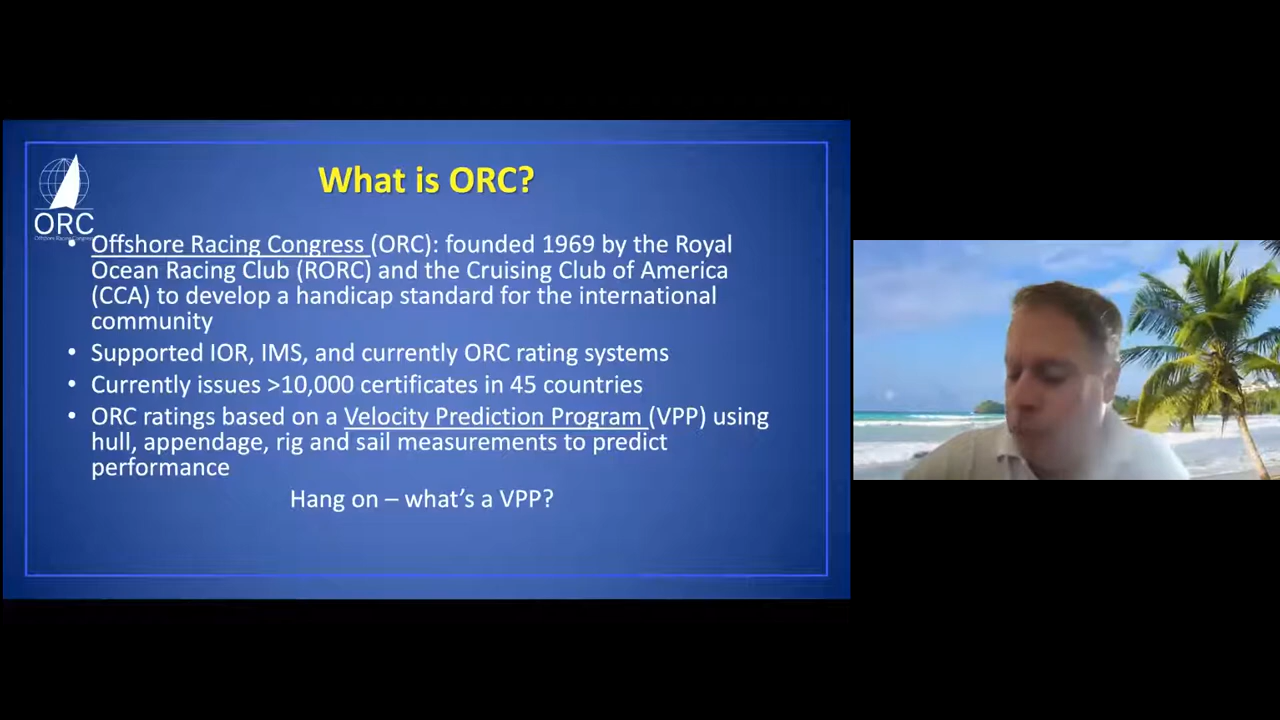 What is ORC?
ORC
Offshore Racing Congress
• Offshore Racing Congress (ORC): founded 1969 by the Royal
Ocean Racing Club (RORC) and the Cruising Club of America
(CCA) to develop a handicap standard for the international
community
• Supported IOR, IMS, and currently ORC rating systems
• Currently issues >10,000 certificates in 45 countries
• ORC ratings based on a Velocity Prediction Program (VPP) using
hull, appendage, rig and sail measurements to predict
performance
Hang on – what's a VPP?